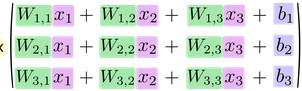 W₁,₁x₁ + W₁,₂x₂ + W₁,₃x₃ + b₁
W₂,₁x₁ + W₂,₂x₂ + W₂,₃x₃ + b₂
W₃,₁x₁ + W₃,₂x₂ + W₃,₃x₃ + b₃